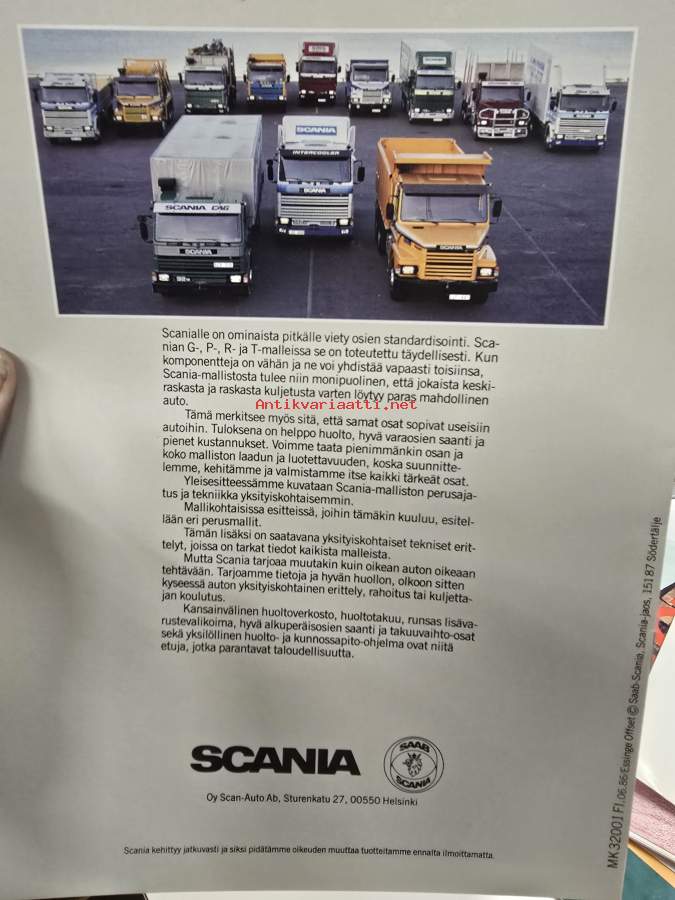 SCANIA
INTERCOOLER
SCANIA
SCANIA
SCANIA
SCANIA
Scanialle on ominaista pitkälle viety osien standardisointi. Sca-
nian G-, P-, R- ja T-malleissa se on toteutettu täydellisesti. Kun
komponentteja on vähän ja ne voi yhdistää vapaasti toisiinsa,
Scania-mallistosta tulee niin monipuolinen, että jokaista keski-
raskasta ja raskasta kuljetusta varten löytyy paras mahdollinen
auto.
Antikvariaatti.net
Tämä merkitsee myös sitä, että samat osat sopivat useisiin
autoihin. Tuloksena on helppo huolto, hyvä varaosien saanti ja
pienet kustannukset. Voimme taata pienimmänkin osan ja
koko malliston laadun ja luotettavuuden, koska suunnitte-
lemme, kehitämme ja valmistamme itse kaikki tärkeät osat.
Yleisesitteessämme kuvataan Scania-malliston perusaja-
tus ja tekniikka yksityiskohtaisemmin.
Mallikohtaisissa esitteissä, joihin tämäkin kuuluu, esitel-
lään eri perusmallit.
Tämän lisäksi on saatavana yksityiskohtaiset tekniset erit-
telyt, joissa on tarkat tiedot kaikista malleista.
Mutta Scania tarjoaa muutakin kuin oikean auton oikeaan
tehtävään. Tarjoamme tietoja ja hyvän huollon, olkoon sitten
kyseessä auton yksityiskohtainen erittely, rahoitus tai kuljetta-
jan koulutus.
Kansainvälinen huoltoverkosto, huoltotakuu, runsas lisäva-
rustevalikoima, hyvä alkuperäisosien saanti ja takuuvaihto-osat
sekä yksilöllinen huolto- ja kunnossapito-ohjelma ovat niitä
etuja, jotka parantavat taloudellisuutta.
SCANIA
SAAB
SCANIA
Oy Scan-Auto Ab, Sturenkatu 27, 00550 Helsinki
Scania kehittyy jatkuvasti ja siksi pidätämme oikeuden muuttaa tuotteitamme ennalta ilmoittamatta.
MK32001 FI.06.86/Essinge Offset © Saab-Scania, Scania-jaos, 151 87 Södertälje